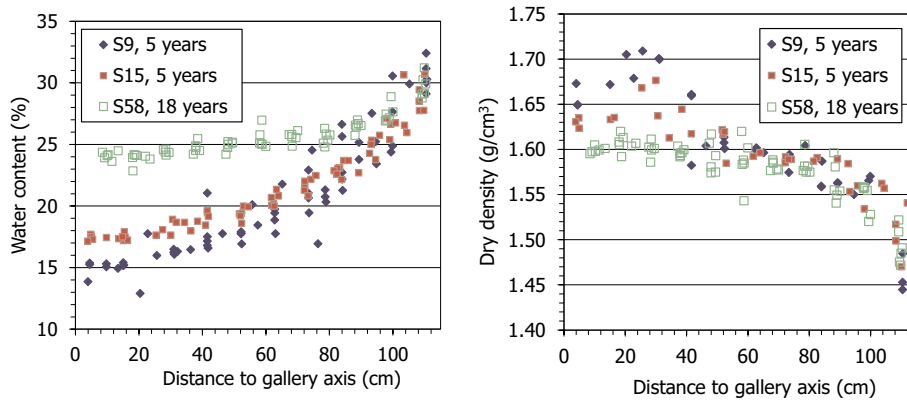 35
30
25
20
15
10
Water content (%)
S9, 5 years
S15, 5 years
S58, 18 years
0 20 40 60 80 100
Distance to gallery axis (cm)
1.75
1.70
1.65
1.60
1.55
1.50
1.45
1.40
Dry density (g/cm³)
S9, 5 years
S15, 5 years
S58, 18 years
0 20 40 60 80 100
Distance to gallery axis (cm)